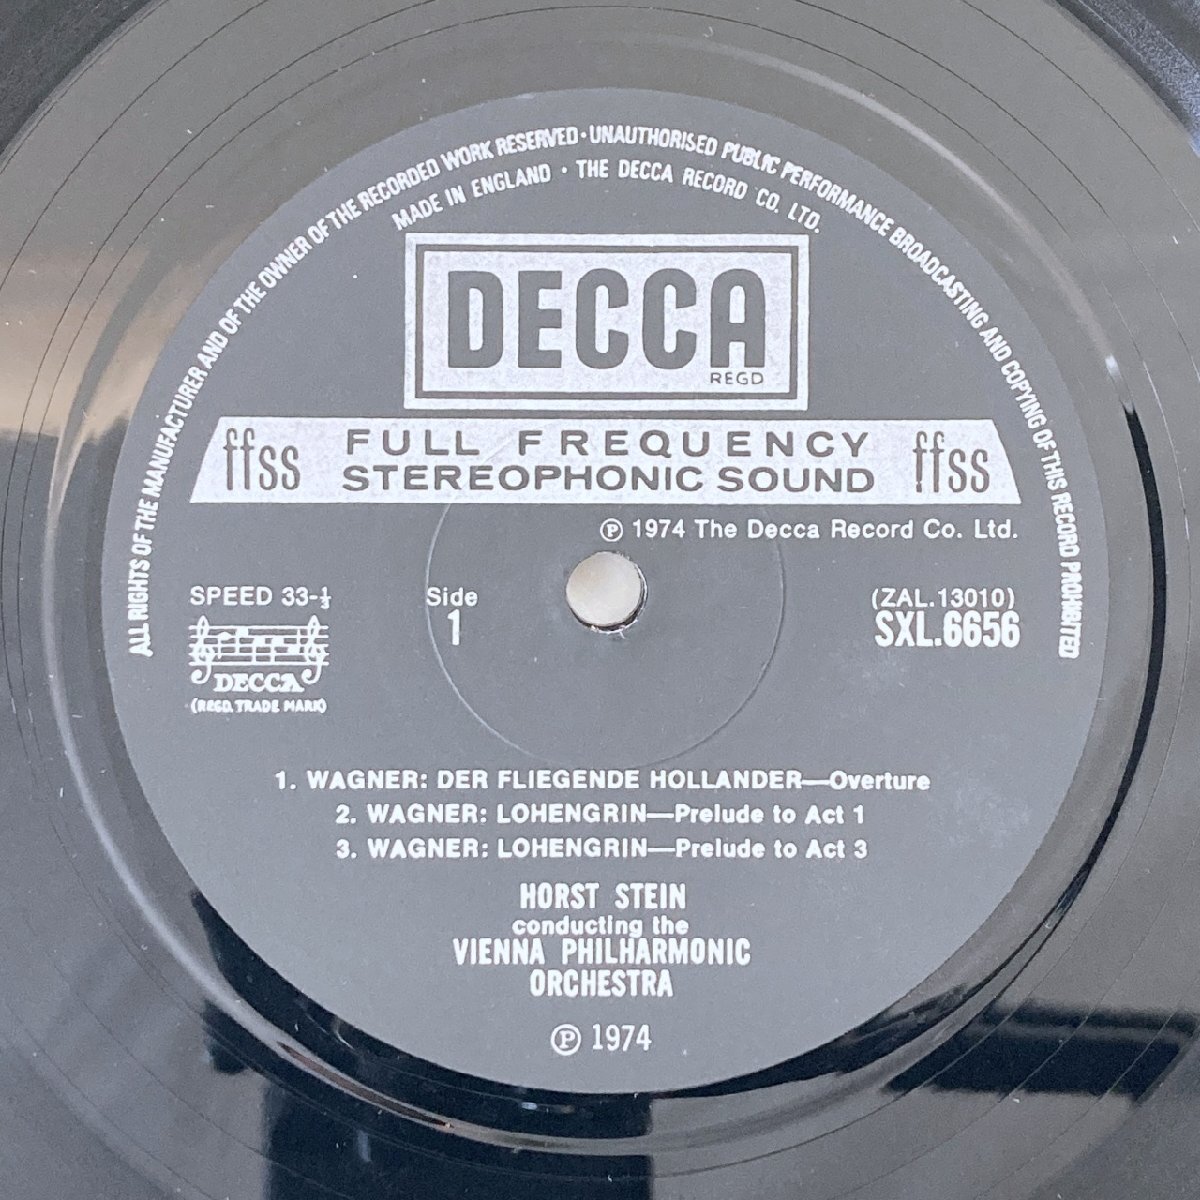 ALL RIGHTS OF THE MANUFACTURER AND OF THE OWNER OF THE RECORDED WORK RESERVED · UNAUTHORISED PUBLIC PERFORMANCE BROADCASTING AND COPYING OF THIS RECORD PROHIBITED
MADE IN ENGLAND · THE DECCA RECORD CO. LTD.
DECCA
REGD
ffss FULL FREQUENCY ffss
STEREOPHONIC SOUND
℗ 1974 The Decca Record Co. Ltd.
SPEED 33-⅓ Side (ZAL.13010)
1 SXL.6656
DECCA
(REGD. TRADE MARK)
1. WAGNER: DER FLIEGENDE HOLLANDER—Overture
2. WAGNER: LOHENGRIN—Prelude to Act 1
3. WAGNER: LOHENGRIN—Prelude to Act 3
HORST STEIN
conducting the
VIENNA PHILHARMONIC
ORCHESTRA
℗ 1974